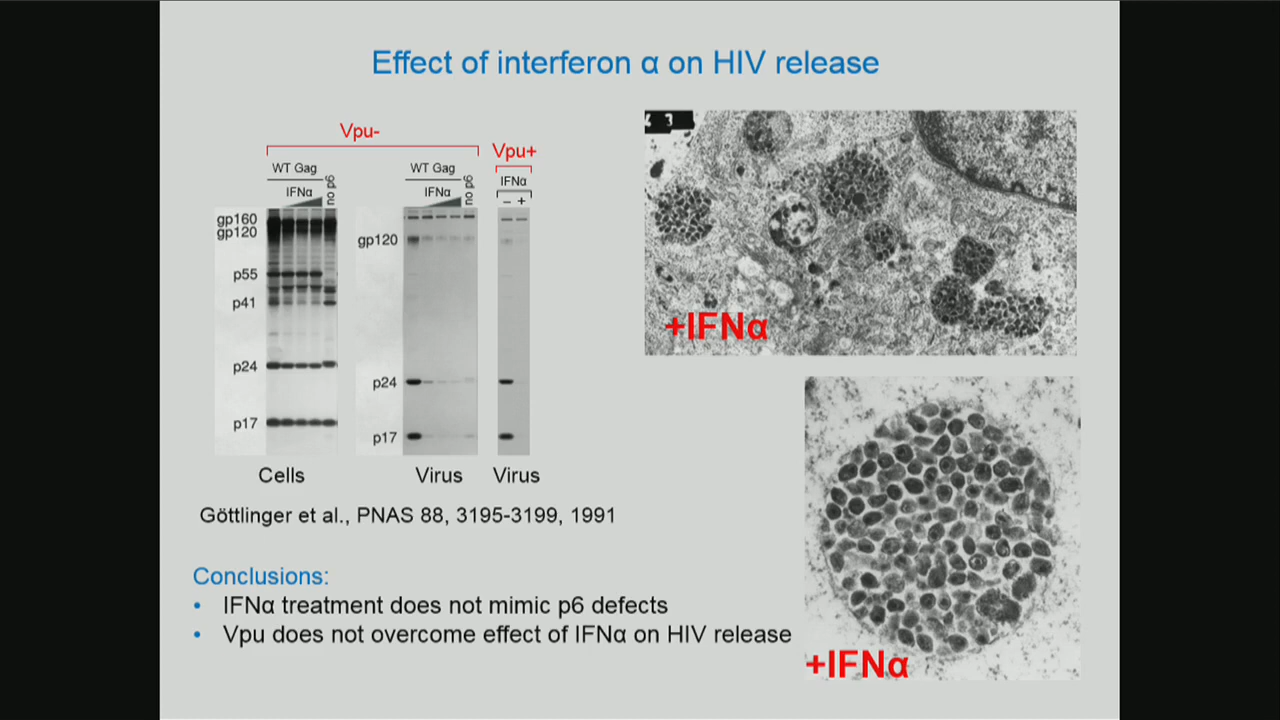 Effect of interferon α on HIV release
Vpu-
Vpu+
WT Gag
IFNα
no p6
WT Gag
IFNα
no p6
IFNα
– +
gp160
gp120
p55
p41
p24
p17
gp120
p24
p17
Cells
Virus
Virus
Göttlinger et al., PNAS 88, 3195-3199, 1991
Conclusions:
• IFNα treatment does not mimic p6 defects
• Vpu does not overcome effect of IFNα on HIV release
4 3
+IFNα
+IFNα